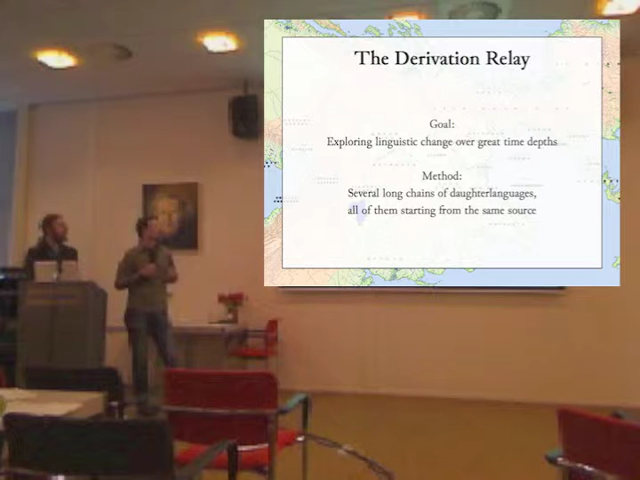 The Derivation Relay
Goal:
Exploring linguistic change over great time depths
Method:
Several long chains of daughterlanguages,
all of them starting from the same source